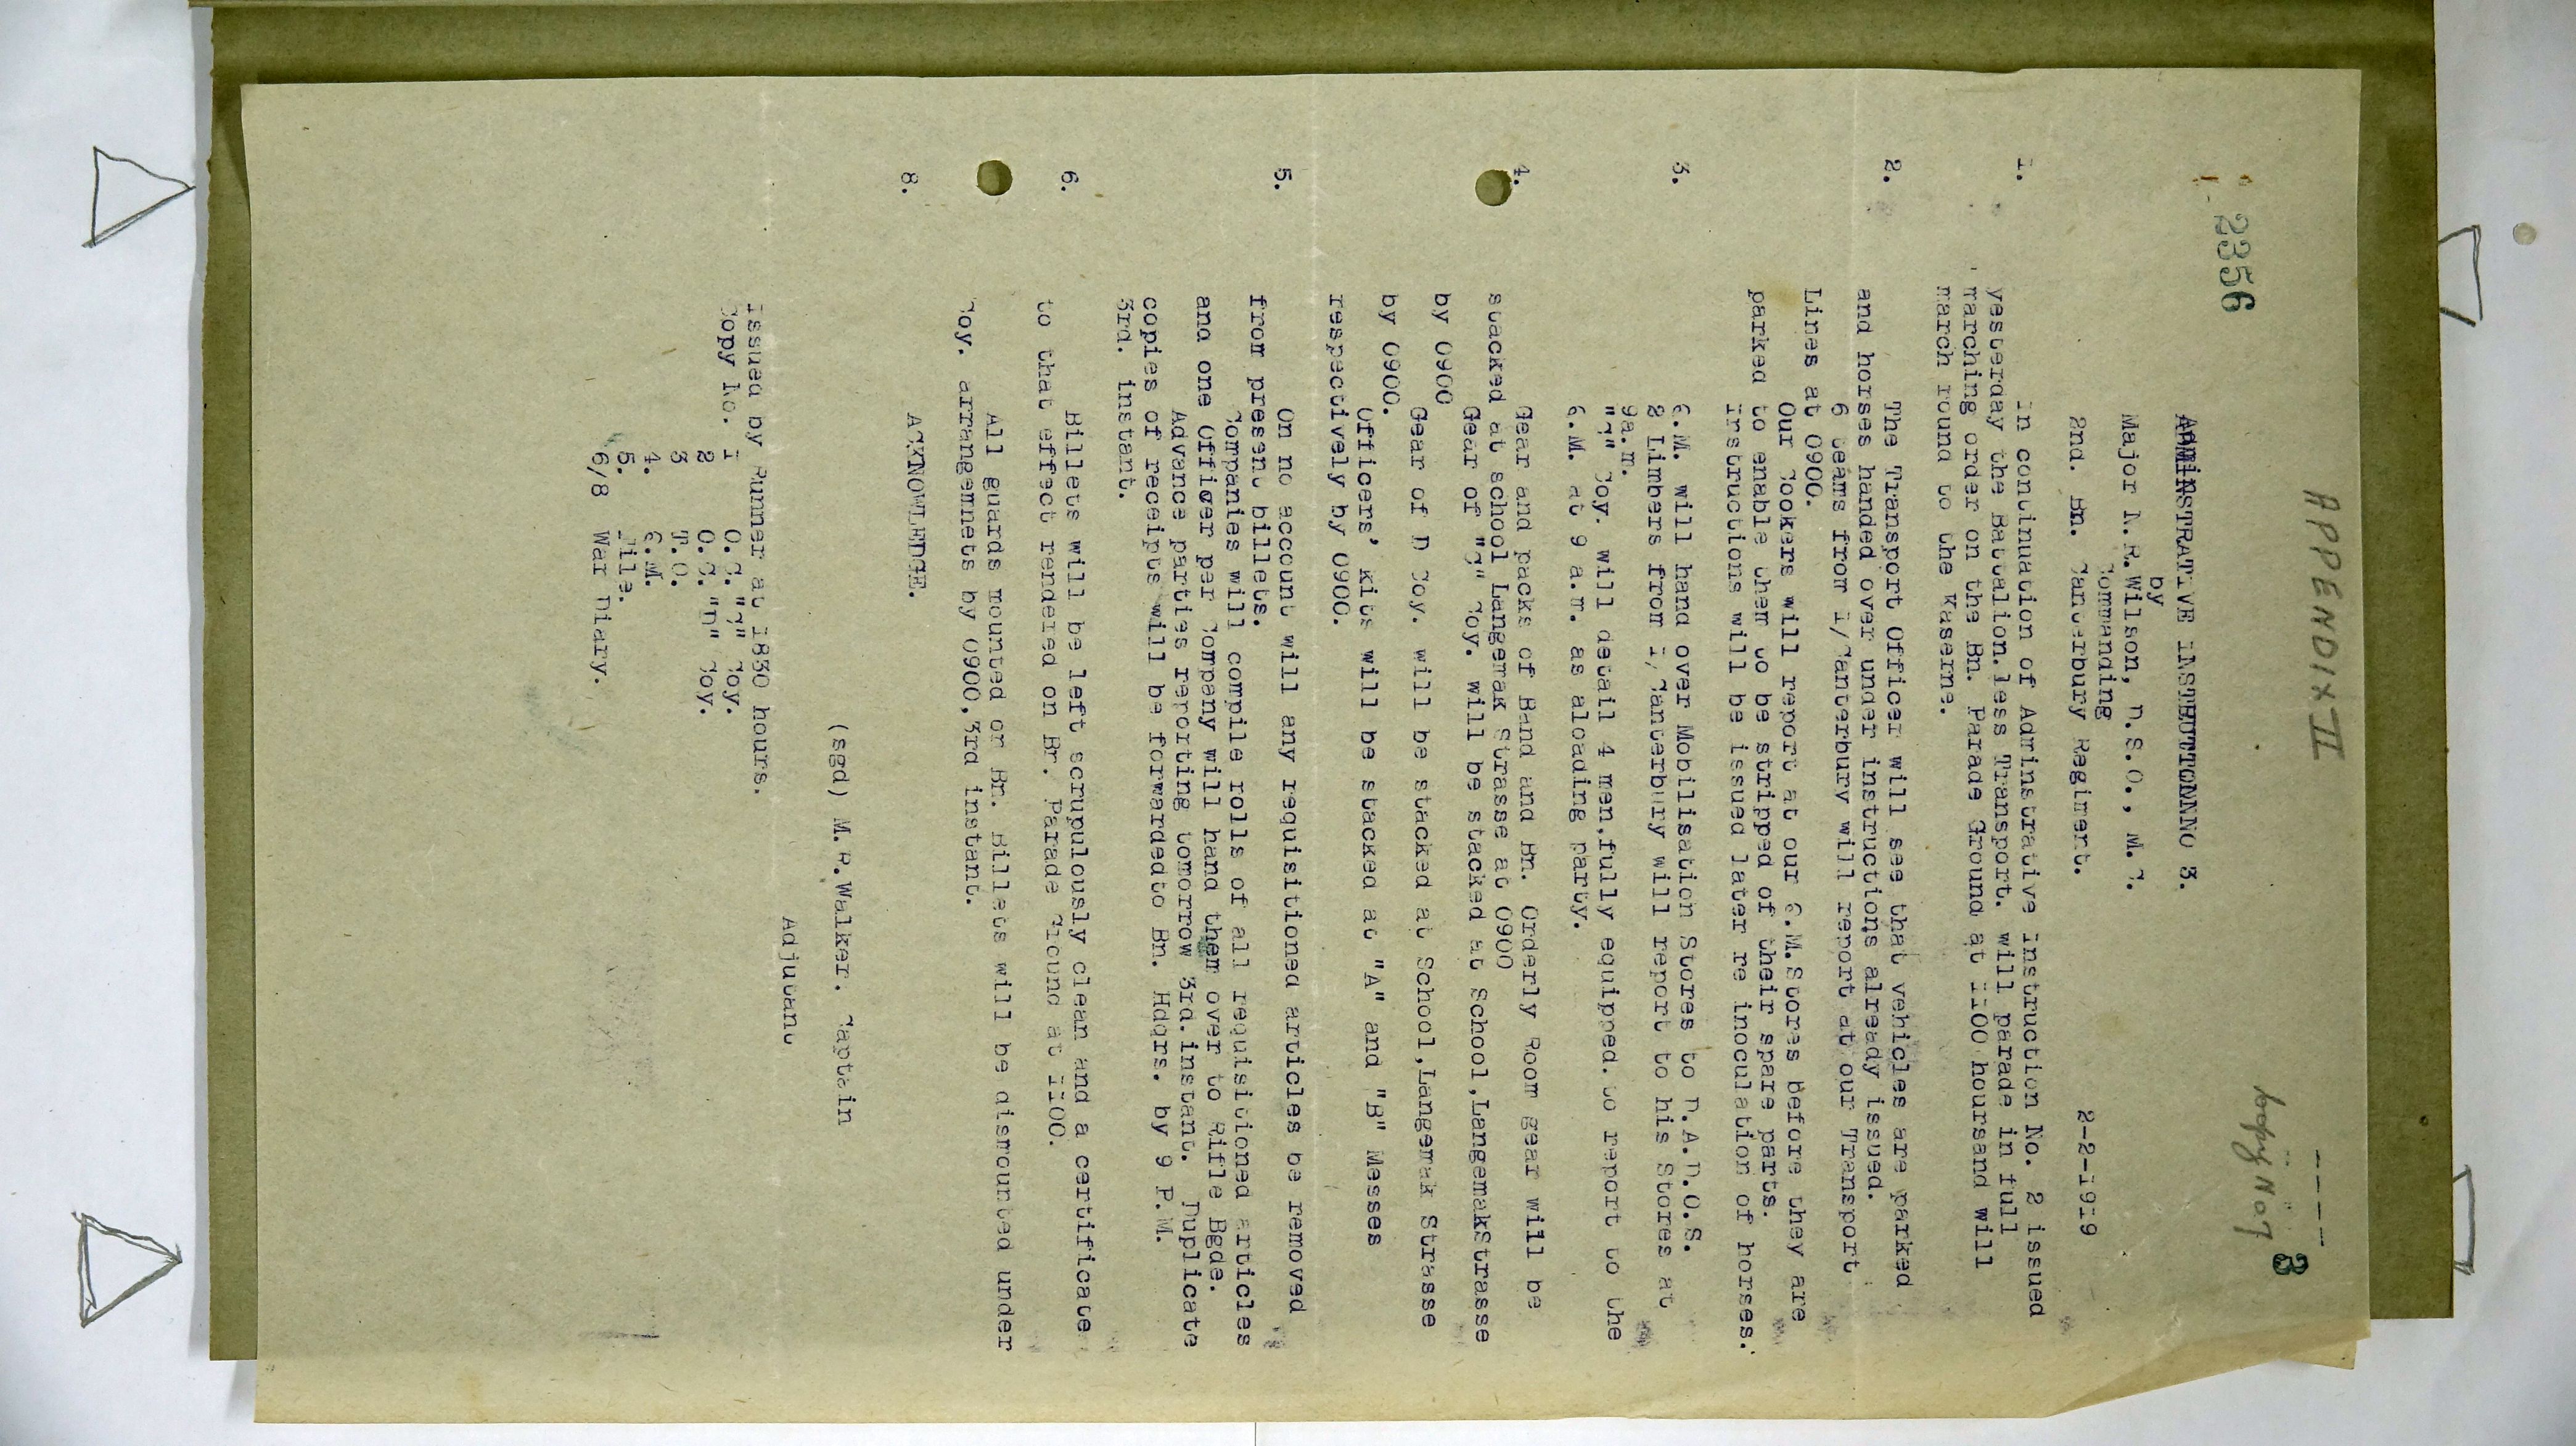 APPENDIX III
- - - - -
3
Copy No 7
2356
ADMINISTRATIVE INSTRUCTION NO 3.
by
Major N.R.Wilson, D.S.O., M.C.
Commanding
2nd. Bn. Canterbury Regiment.
2-2-1919
1. In continuation of Administrative Instruction No. 2 issued
yesterday the Battalion.less Transport. will parade in full
marching order on the Bn. Parade Ground at 1100 hoursand will
march round to the Kaserne.
2. The Transport Officer will see that vehicles are parked
and horses handed over under instructions already issued.
6 teams from 1/Canterbury will report at our Transport
Lines at 0900.
Our Cookers will report at our Q.M.Stores before they are
parked to enable them to be stripped of their spare parts.
Instructions will be issued later re inoculation of horses.
3. Q.M. will hand over Mobilisation Stores to D.A.D.O.S.
2 Limbers from 1/Canterbury will report to his Stores at
9a.m.
"C" Coy. will detail 4 men,fully equipped.to report to the
Q.M. at 9 a.m. as aloading party.
4. Gear and packs of Band and Bn. Orderly Room gear will be
stacked at school Langemak Strasse at 0900
Gear of "C" Coy. will be stacked at School,LangemakStrasse
by 0900
Gear of D Coy. will be stacked at School,Langemak Strasse
by 0900.
Officers' kits will be stacked at "A" and "B" Messes
respectively by 0900.
5. On no account will any requisitioned articles be removed
from present billets.
Companies will compile rolls of all requisitioned articles
and one Officer per Company will hand them over to Rifle Bgde.
Advance parties reporting tomorrow 3rd.instant. Duplicate
copies of receipts will be forwardedto Bn. Hdqrs. by 9 P.M.
3rd. instant.
6. Billets will be left scrupulously clean and a certificate
to that effect rendered on Bn. Parade Ground at 1100.
All guards mounted on Bn. Billets will be dismounted under
Coy. arrangemnets by 0900,3rd instant.
8. ACKNOWLEDGE.
(sgd) M.R.Walker. Captain
Adjutant
Issued by Runner at 1830 hours.
Copy No. 1 O.C."C" Coy.
2 O.C."D" Coy.
3 T.O.
4. Q.M.
5. File.
6/8 War Diary.